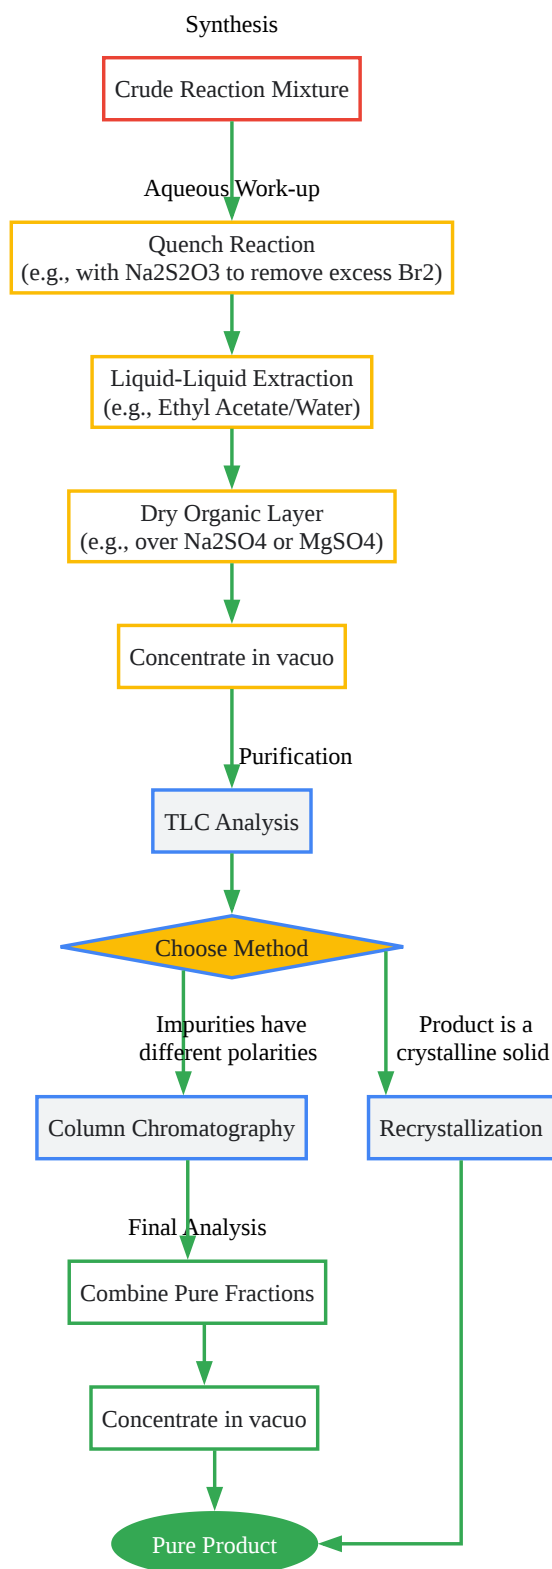 Synthesis
Crude Reaction Mixture
Aqueous Work-up
Quench Reaction
(e.g., with Na2S2O3 to remove excess Br2)
Liquid-Liquid Extraction
(e.g., Ethyl Acetate/Water)
Dry Organic Layer
(e.g., over Na2SO4 or MgSO4)
Concentrate in vacuo
Purification
TLC Analysis
Choose Method
Impurities have
different polarities
Product is a
crystalline solid
Column Chromatography
Recrystallization
Final Analysis
Combine Pure Fractions
Concentrate in vacuo
Pure Product